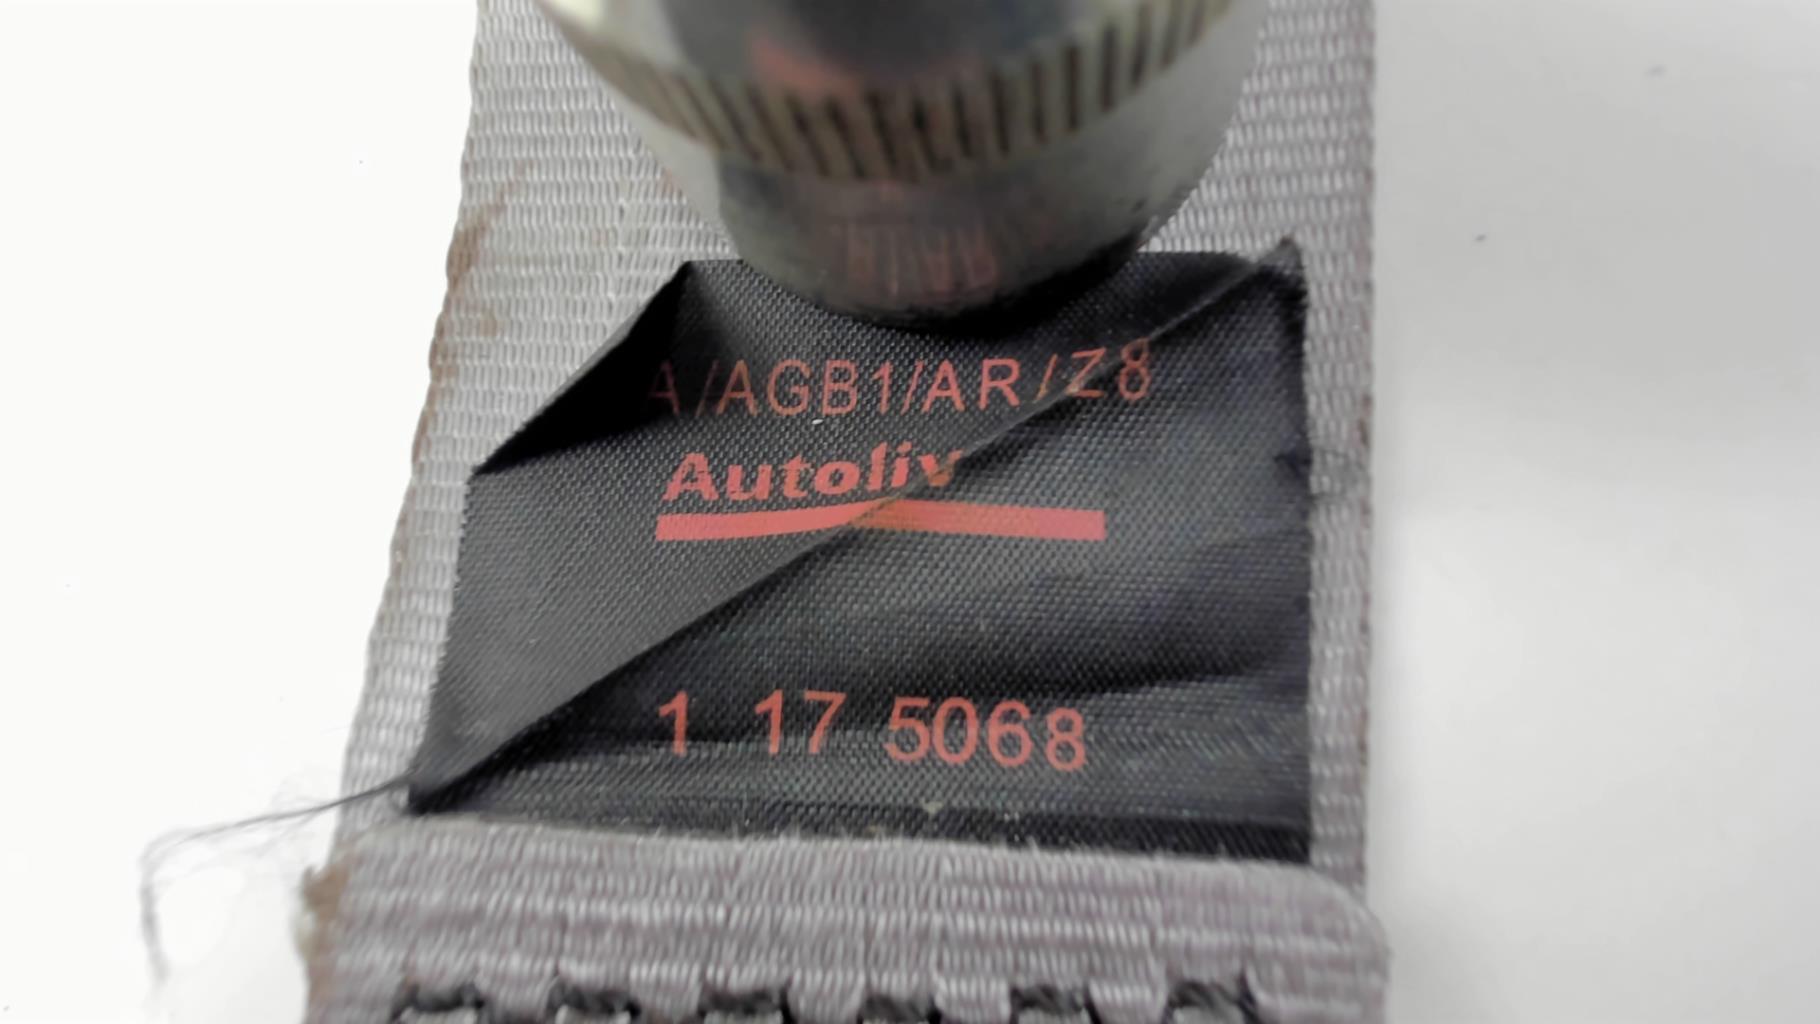 A/AGB1/AR/Z8
Autoliv
1 17 5068